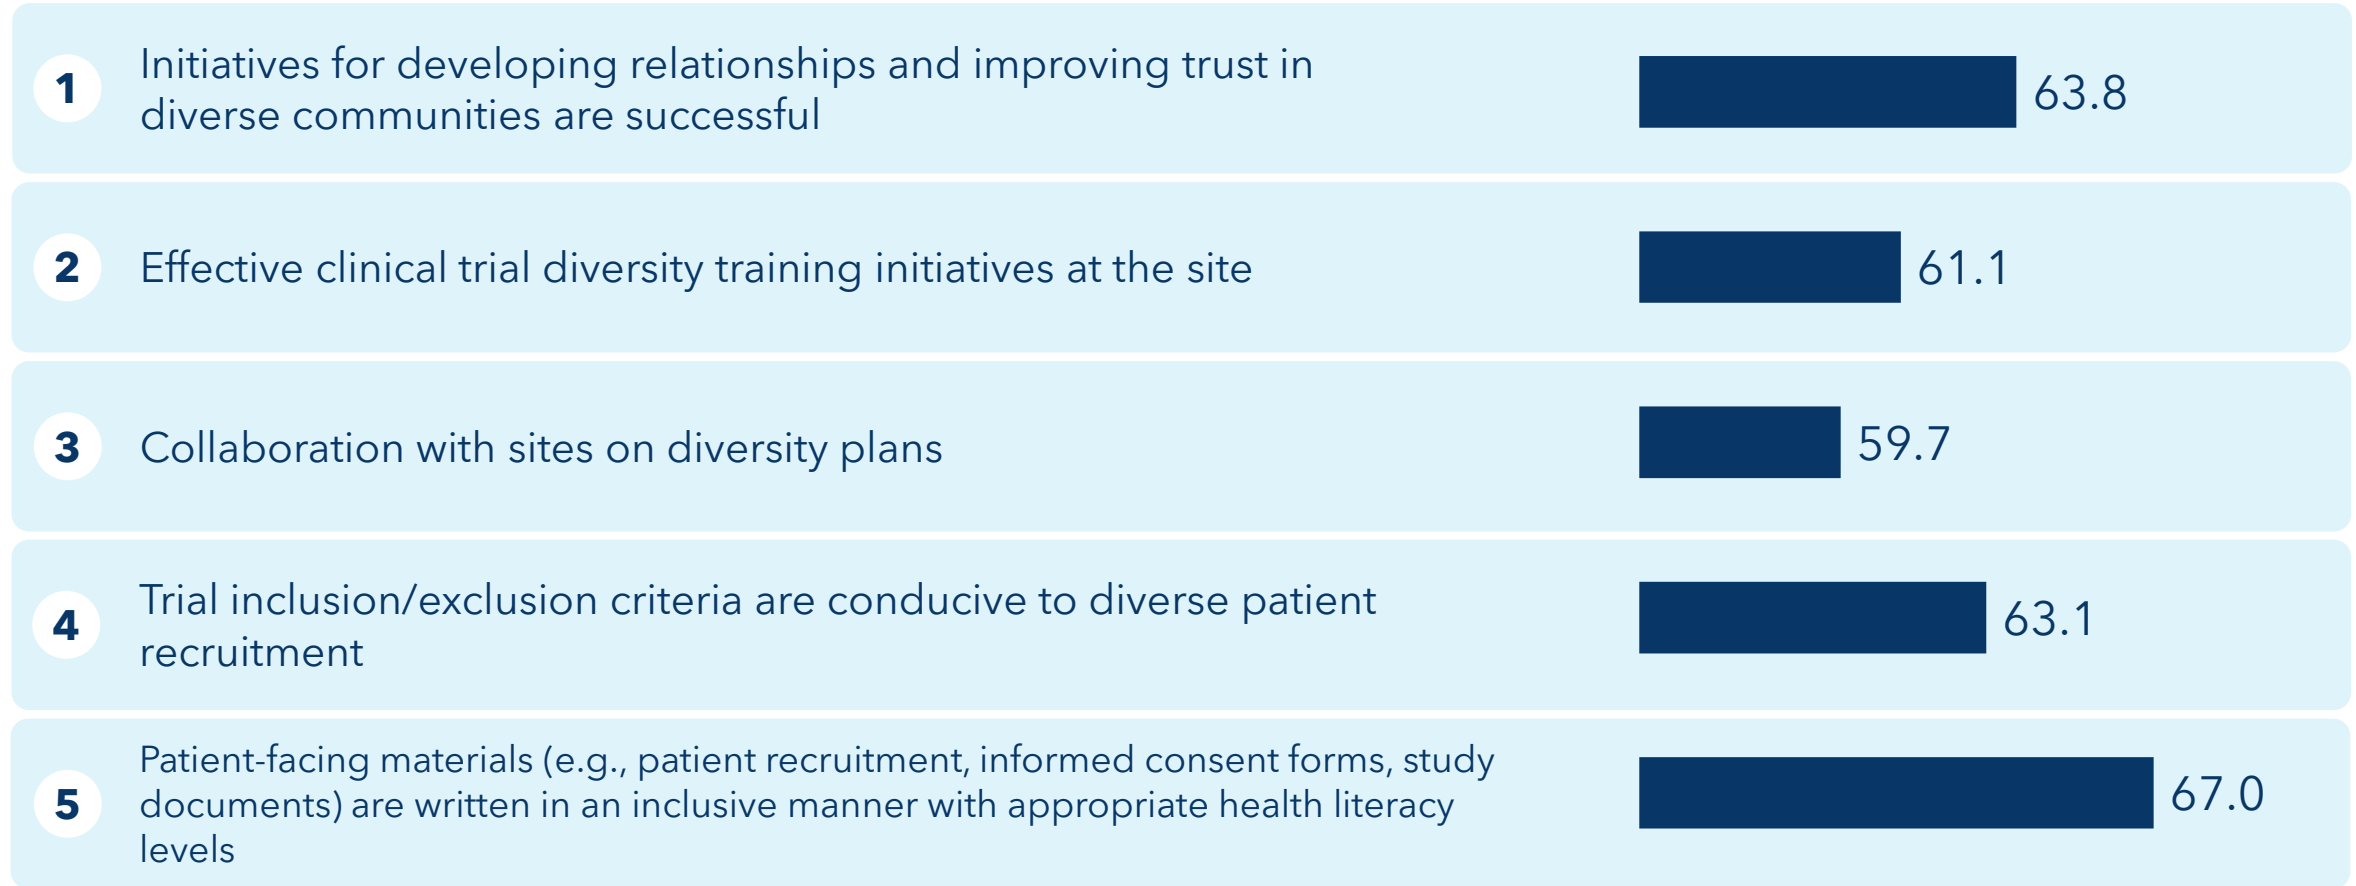 1
Initiatives for developing relationships and improving trust in
diverse communities are successful
63.8
2
Effective clinical trial diversity training initiatives at the site
61.1
3
Collaboration with sites on diversity plans
59.7
4
Trial inclusion/exclusion criteria are conducive to diverse patient
recruitment
63.1
5
Patient-facing materials (e.g., patient recruitment, informed consent forms, study
documents) are written in an inclusive manner with appropriate health literacy
levels
67.0